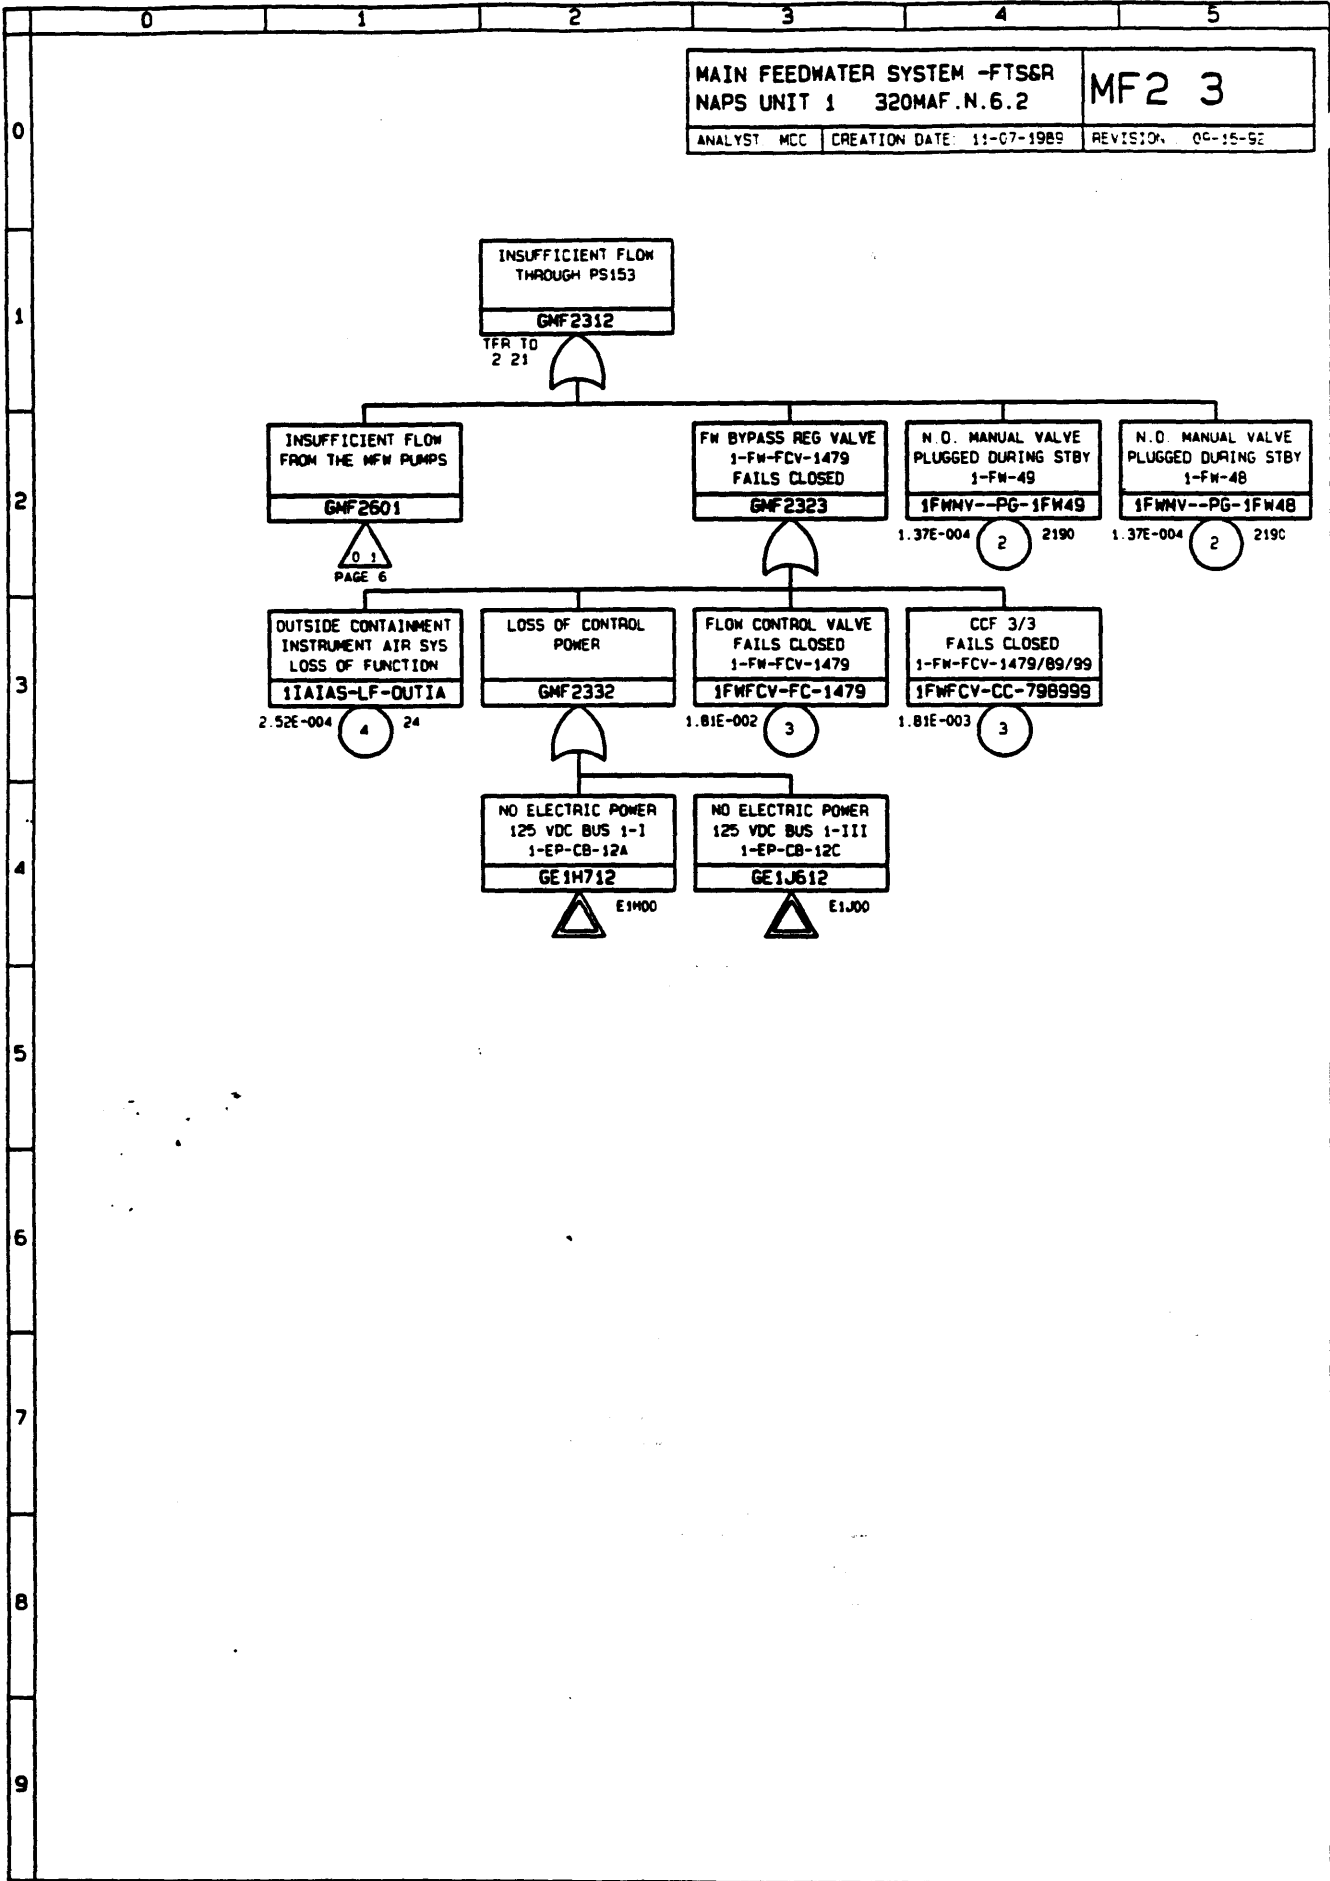 0 1 2 3 4 5
MAIN FEEDWATER SYSTEM -FTS&R
NAPS UNIT 1 320MAF.N.6.2
MF2 3
ANALYST MCC CREATION DATE: 11-07-1989 REVISION
0
INSUFFICIENT FLOW
THROUGH PS153
GMF2312
TFR TO
2 21
1
INSUFFICIENT FLOW
FROM THE MFW PUMPS
GMF2601
0 1
PAGE 6
FW BYPASS REG VALVE
1-FW-FCV-1479
FAILS CLOSED
GMF2323
N.O. MANUAL VALVE
PLUGGED DURING STBY
1-FW-49
1FWMV--PG-1FW49
1.37E-004 2 2190
N.O. MANUAL VALVE
PLUGGED DURING STBY
1-FW-48
1FWMV--PG-1FW48
1.37E-004 2 2190
2
OUTSIDE CONTAINMENT
INSTRUMENT AIR SYS
LOSS OF FUNCTION
1IAIAS-LF-OUTIA
2.52E-004 4 24
LOSS OF CONTROL
POWER
GMF2332
FLOW CONTROL VALVE
FAILS CLOSED
1-FW-FCV-1479
1FWFCV-FC-1479
1.81E-002 3
CCF 3/3
FAILS CLOSED
1-FW-FCV-1479/89/99
1FWFCV-CC-798999
1.81E-003 3
3
NO ELECTRIC POWER
125 VDC BUS 1-I
1-EP-CB-12A
GE1H712
E1H00
NO ELECTRIC POWER
125 VDC BUS 1-III
1-EP-CB-12C
GE1J612
E1J00
4
5
6
7
8
9